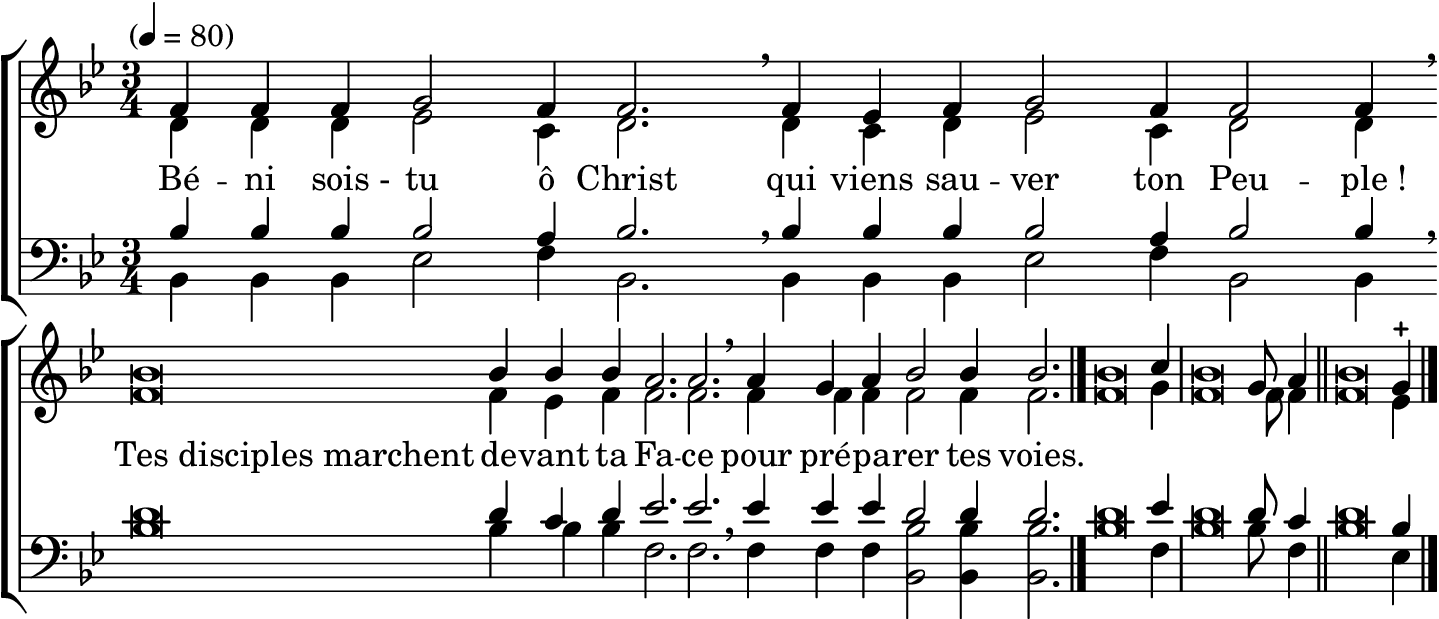 (♩ = 80)
Bé -- ni sois - tu ô Christ qui viens sau -- ver ton Peu -- ple !
Tes disciples marchent devant ta Fa -- ce pour préparer tes voies.